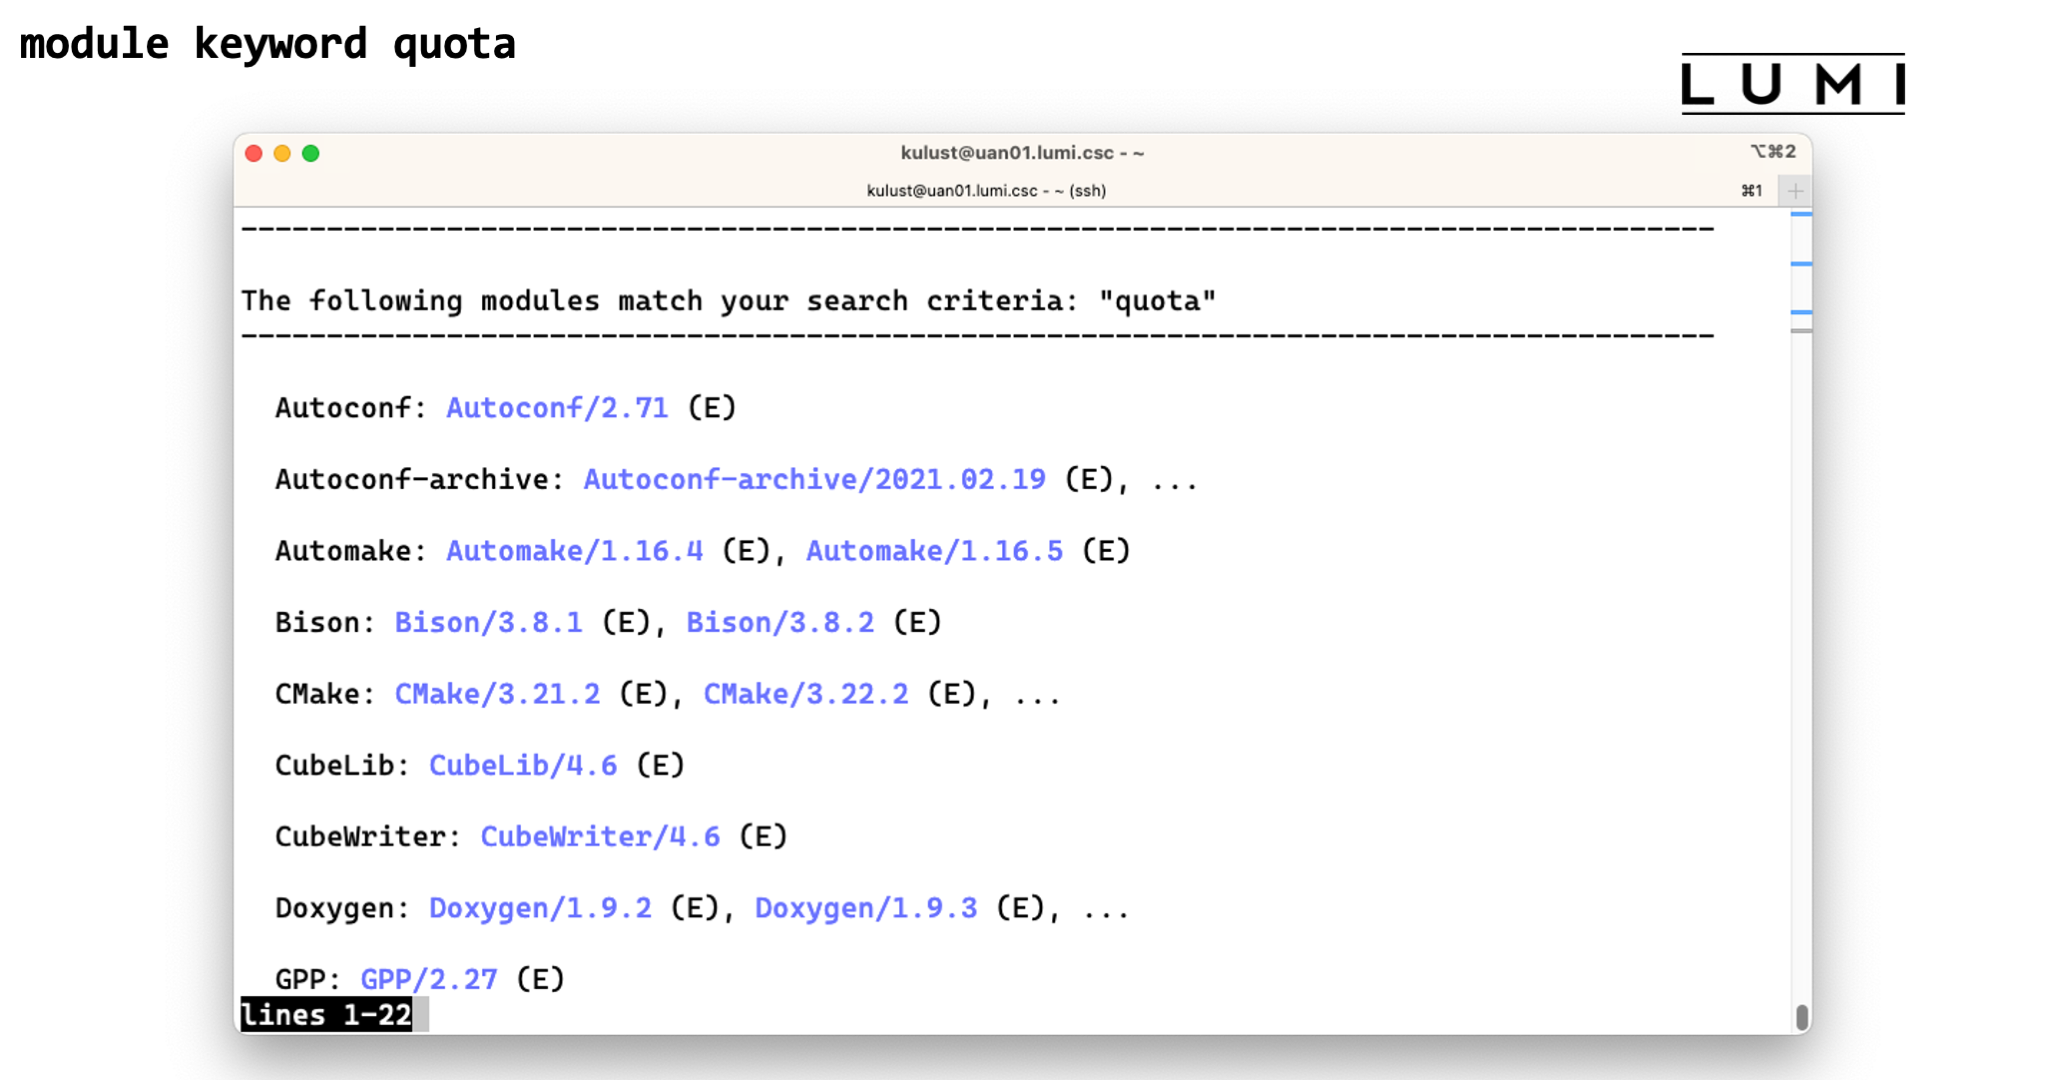 module keyword quota
LUMI
kulust@uan01.lumi.csc - ~
⌥⌘2
kulust@uan01.lumi.csc - ~ (ssh)
⌘1
+
--------------------------------------------------------------------------------------
The following modules match your search criteria: "quota"
--------------------------------------------------------------------------------------
Autoconf: Autoconf/2.71 (E)
Autoconf-archive: Autoconf-archive/2021.02.19 (E), ...
Automake: Automake/1.16.4 (E), Automake/1.16.5 (E)
Bison: Bison/3.8.1 (E), Bison/3.8.2 (E)
CMake: CMake/3.21.2 (E), CMake/3.22.2 (E), ...
CubeLib: CubeLib/4.6 (E)
CubeWriter: CubeWriter/4.6 (E)
Doxygen: Doxygen/1.9.2 (E), Doxygen/1.9.3 (E), ...
GPP: GPP/2.27 (E)
lines 1-22